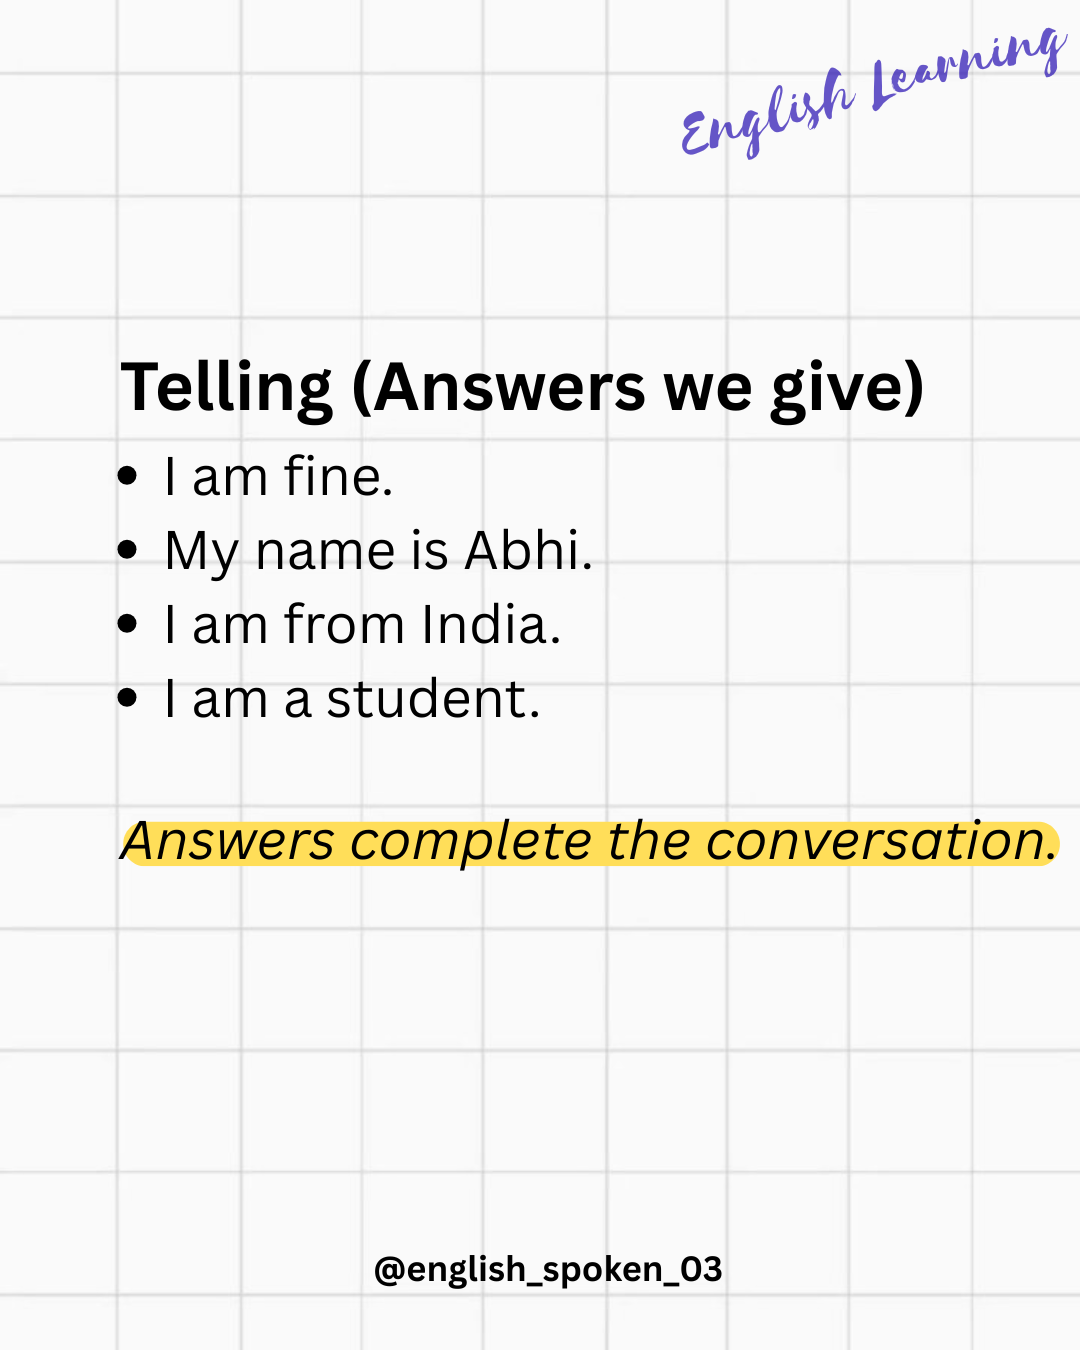 English Learning
Telling (Answers we give)
• I am fine.
• My name is Abhi.
• I am from India.
• I am a student.
Answers complete the conversation.
@english_spoken_03